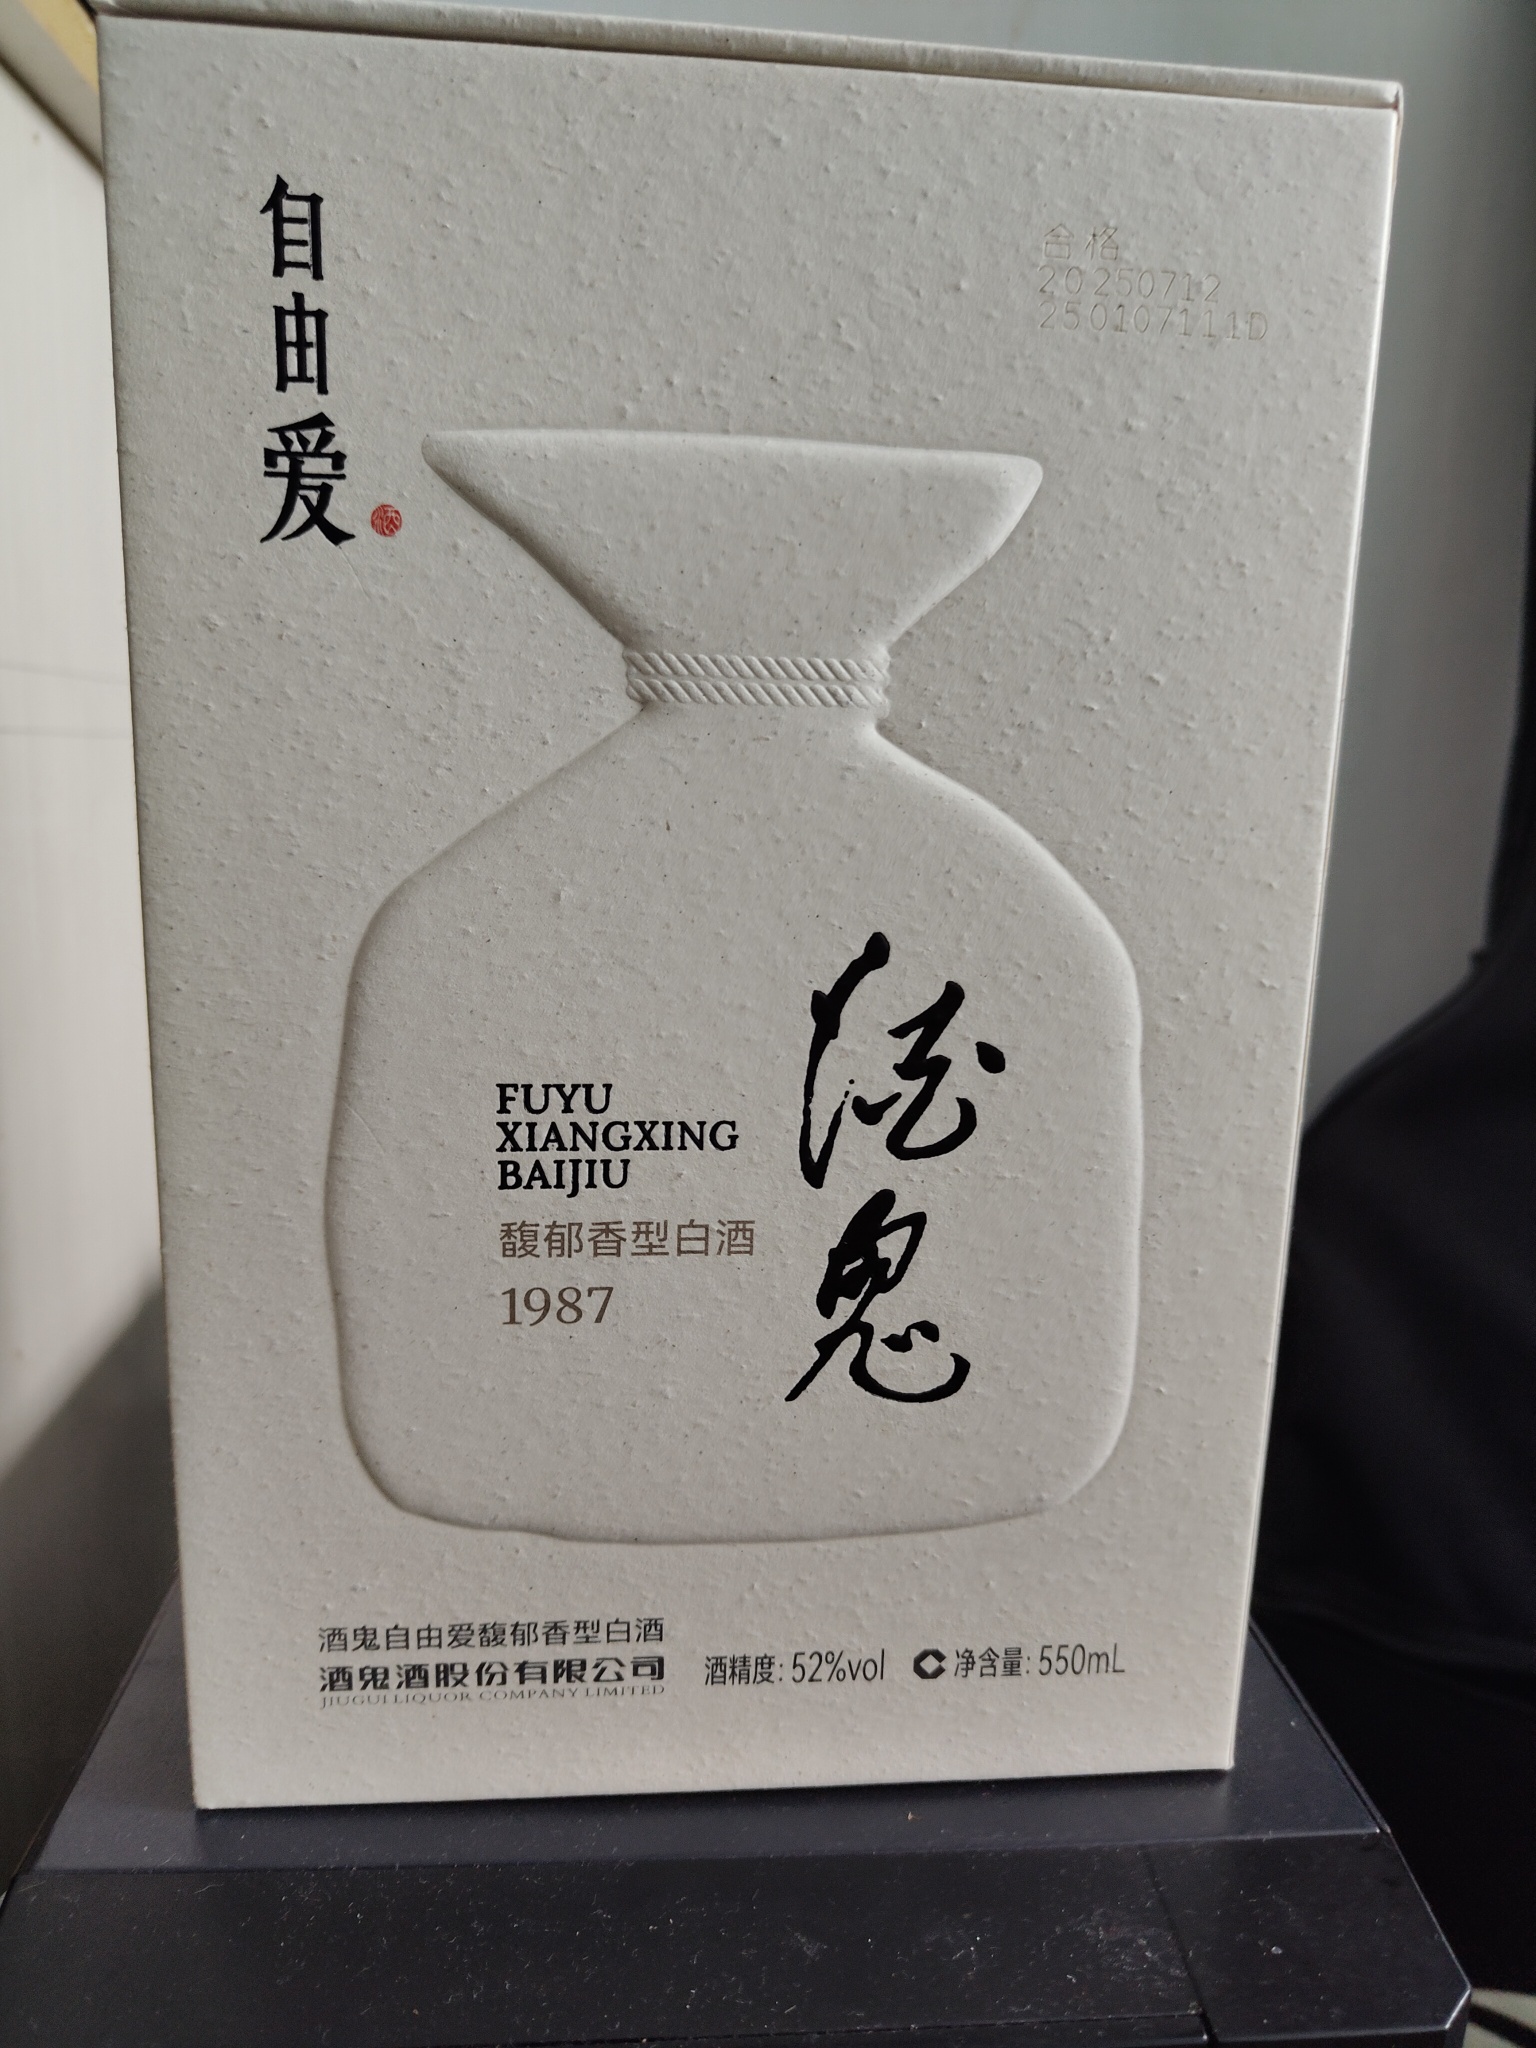 自由爱
酒
合格
20250712
250107111D
酒鬼
FUYU
XIANGXING
BAIJIU
馥郁香型白酒
1987
酒鬼自由爱馥郁香型白酒
酒鬼酒股份有限公司
JIUGUI LIQUOR COMPANY LIMITED
酒精度: 52%vol 净含量: 550mL